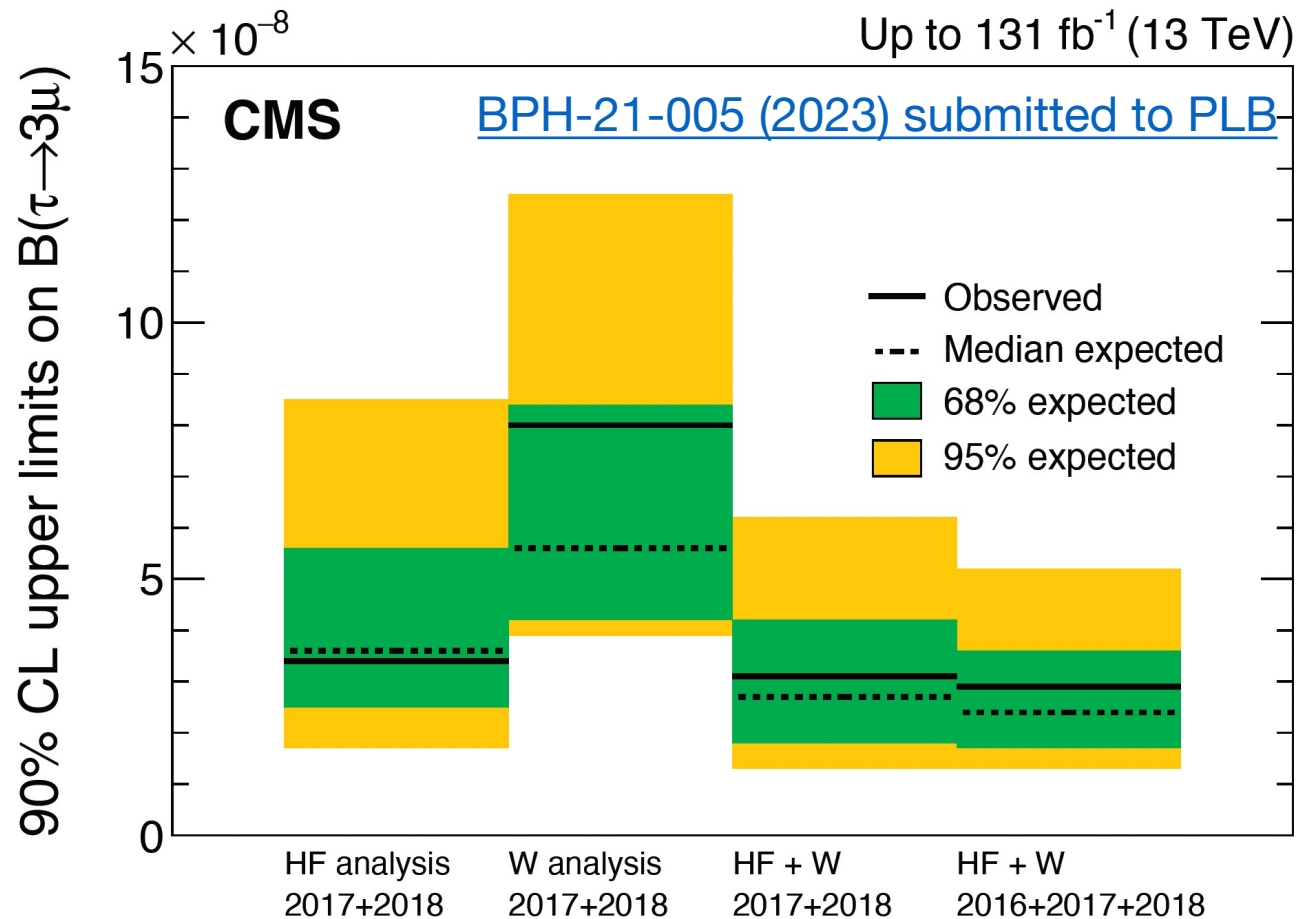 × 10⁻⁸
Up to 131 fb⁻¹ (13 TeV)
90% CL upper limits on B(τ→3μ)
15
10
5
0
CMS
BPH-21-005 (2023) submitted to PLB
Observed
Median expected
68% expected
95% expected
HF analysis
2017+2018
W analysis
2017+2018
HF + W
2017+2018
HF + W
2016+2017+2018